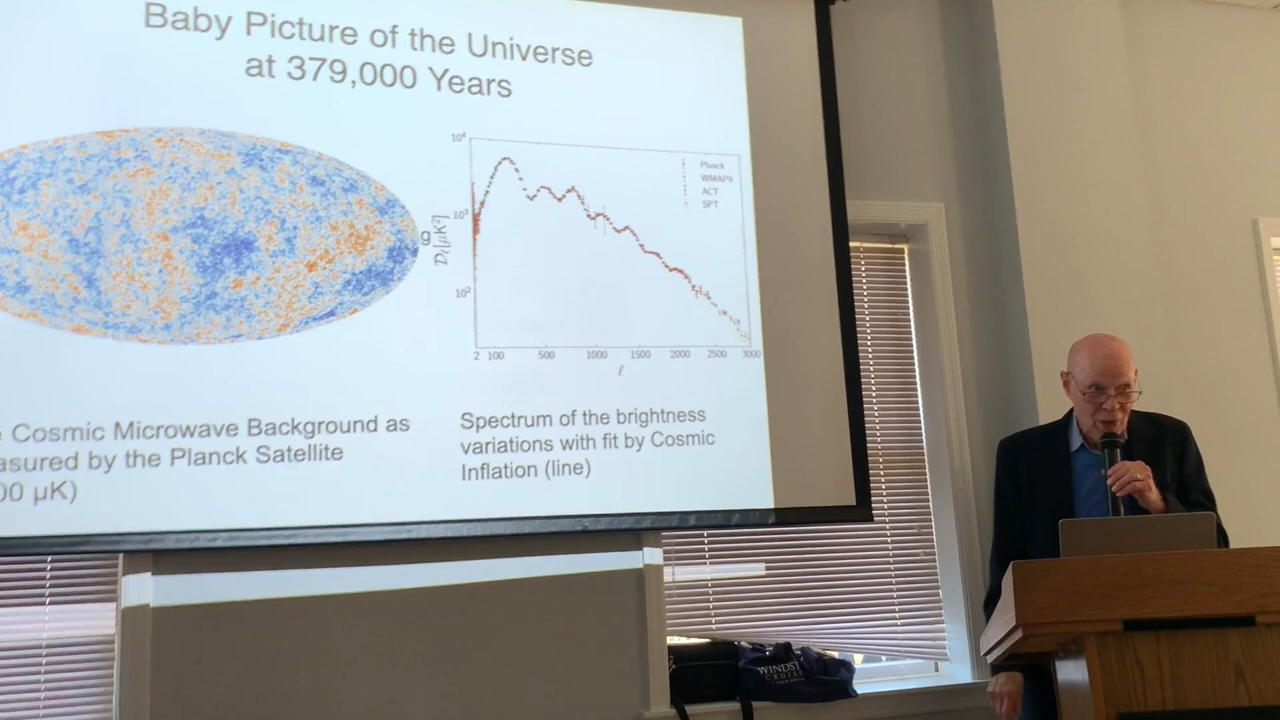 Baby Picture of the Universe
at 379,000 Years
10⁴
10³
10²
g
𝒟ℓ[μK²]
Planck
WMAP9
ACT
SPT
2 100 500 1000 1500 2000 2500 3000
ℓ
Cosmic Microwave Background as
asured by the Planck Satellite
00 μK)
Spectrum of the brightness
variations with fit by Cosmic
Inflation (line)
WINDST
CRUISE